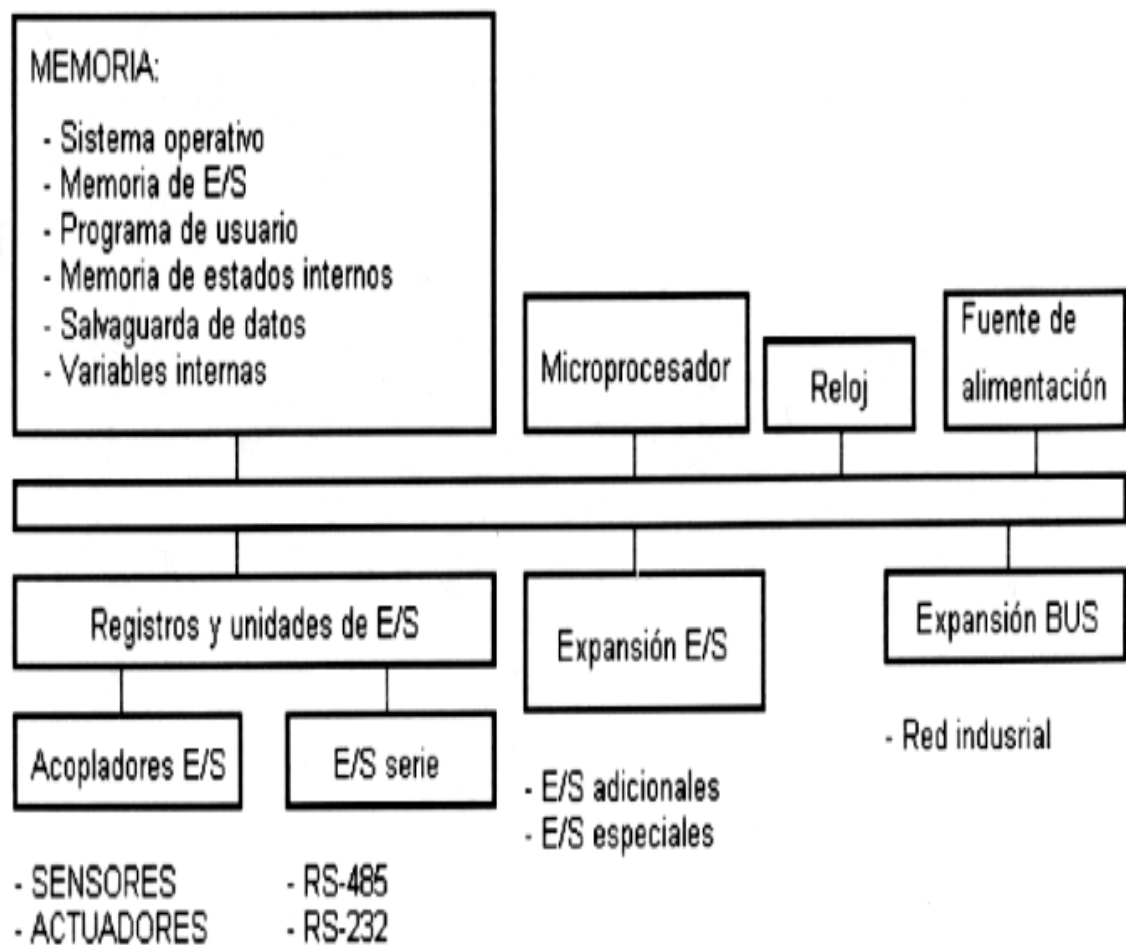 MEMORIA:
- Sistema operativo
- Memoria de E/S
- Programa de usuario
- Memoria de estados internos
- Salvaguarda de datos
- Variables internas
Microprocesador
Reloj
Fuente de
alimentación
Registros y unidades de E/S
Expansión E/S
Expansión BUS
Acopladores E/S
E/S serie
- Red indusrial
- E/S adicionales
- E/S especiales
- SENSORES
- ACTUADORES
- RS-485
- RS-232